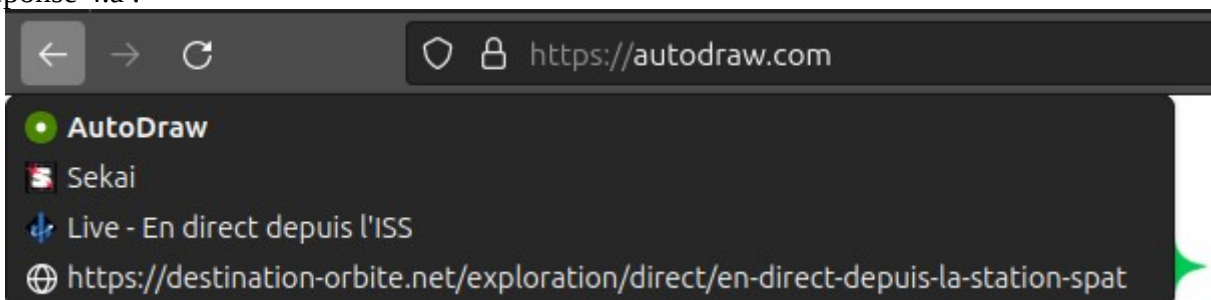 https://autodraw.com
AutoDraw
Sekai
Live - En direct depuis l'ISS
https://destination-orbite.net/exploration/direct/en-direct-depuis-la-station-spat